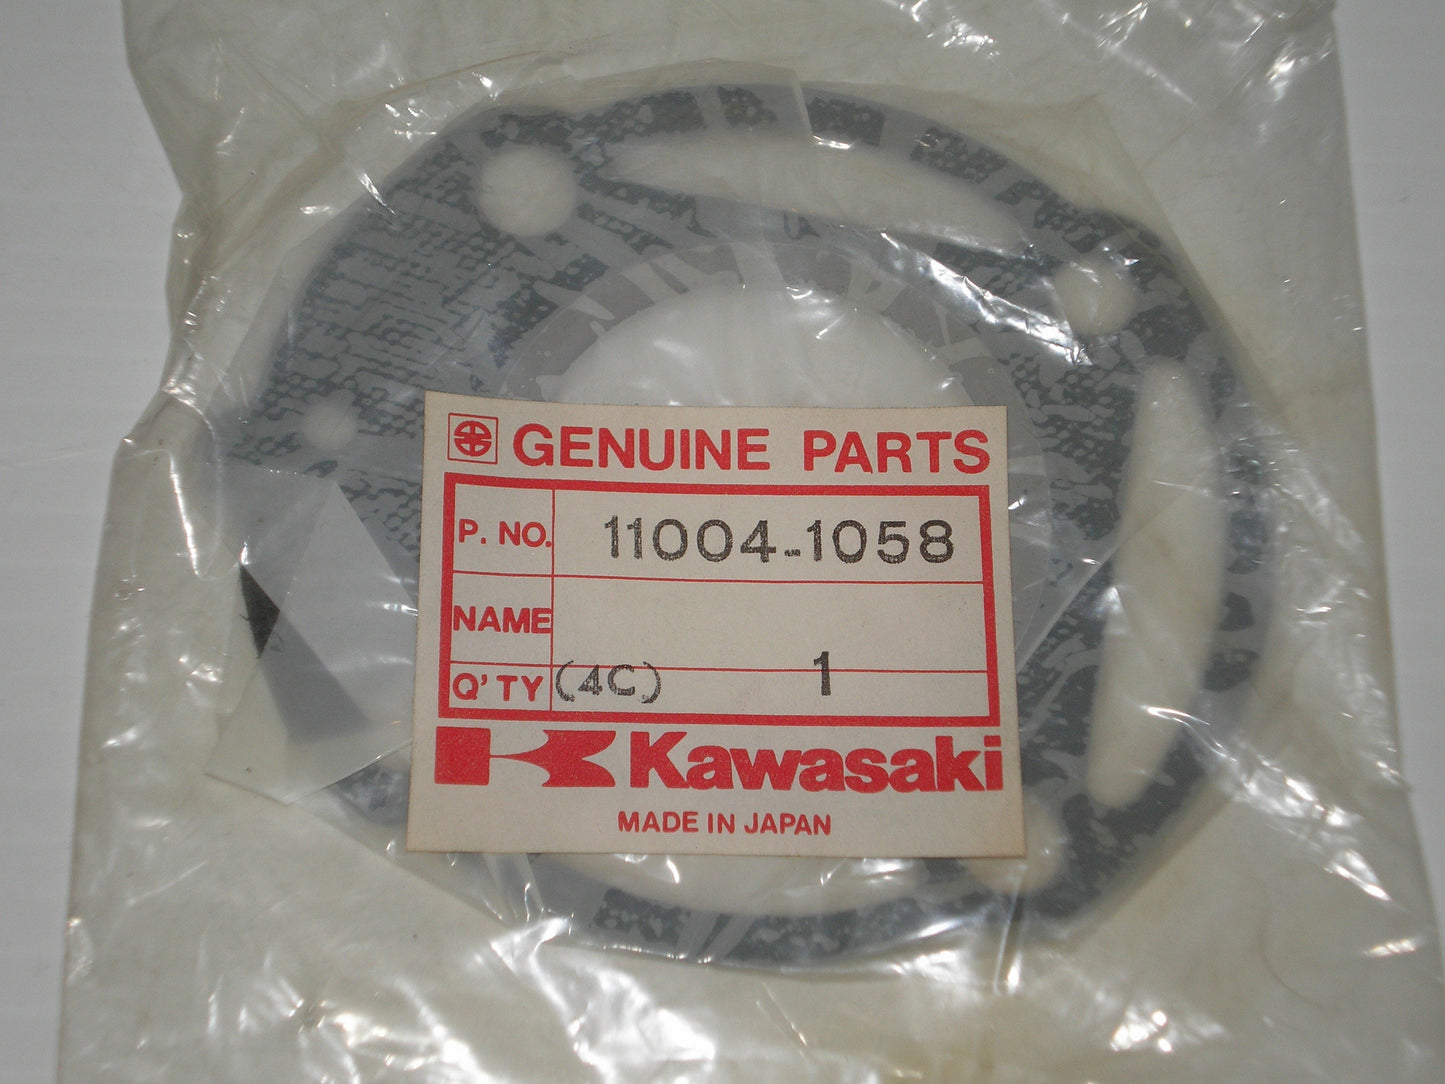 GENUINE PARTS
P. NO. 11004-1058
NAME
Q'TY (4C) 1
Kawasaki
MADE IN JAPAN